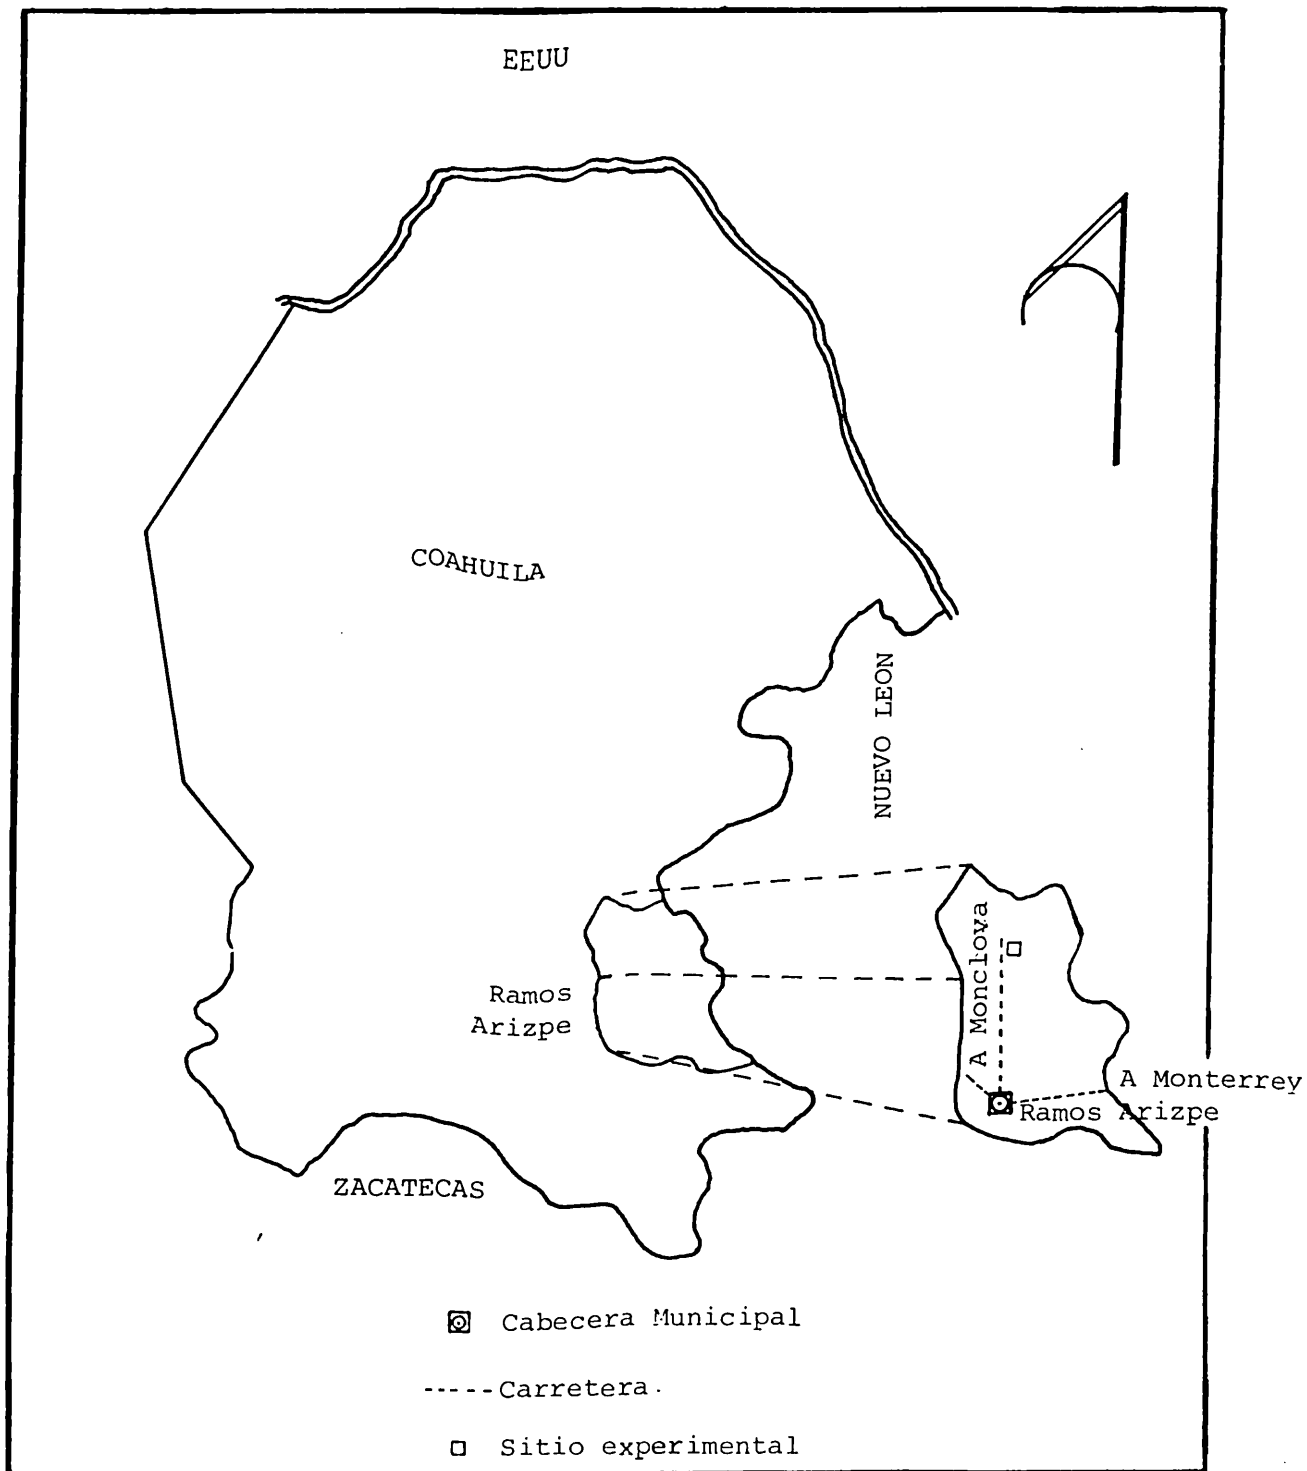 EEUU
COAHUILA
NUEVO LEON
Ramos
Arizpe
A Monclova
A Monterrey
Ramos Arizpe
ZACATECAS
Cabecera Municipal
Carretera.
Sitio experimental